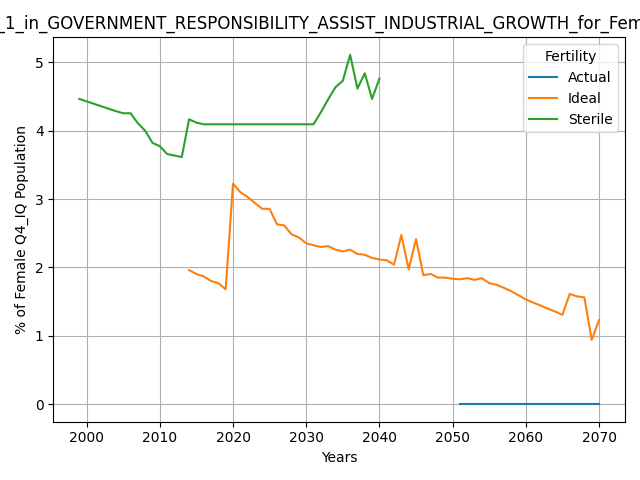 _1_in_GOVERNMENT_RESPONSIBILITY_ASSIST_INDUSTRIAL_GROWTH_for_Fem
Fertility
Actual
Ideal
Sterile
% of Female Q4_IQ Population
5
4
3
2
1
0
2000 2010 2020 2030 2040 2050 2060 2070
Years